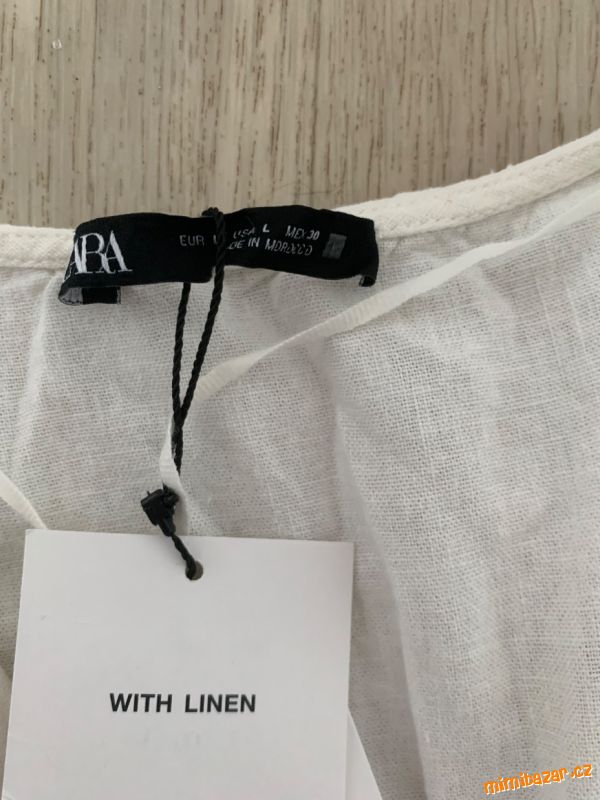 ARA
EUR L USA L MEX 30
DE IN MOROCCO
WITH LINEN
mimibazar.cz